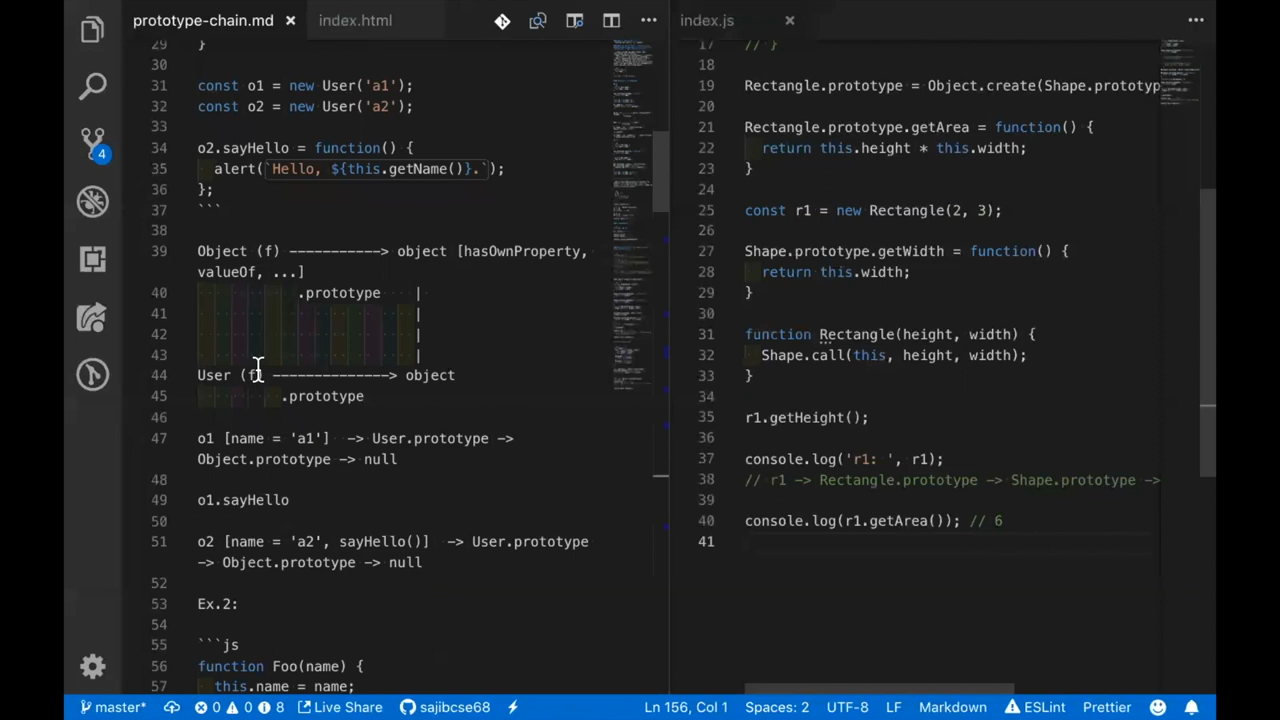 prototype-chain.md
index.html
index.js
29 }
30
31 const o1 = new User('a1');
32 const o2 = new User('a2');
33
34 o2.sayHello = function() {
35 alert(`Hello, ${this.getName()}.`);
36 };
37 ```
38
39 Object (f) -----------> object [hasOwnProperty,
valueOf, ...]
40 .prototype |
41 |
42 |
43 |
44 User (f) --------------> object
45 .prototype
46
47 o1 [name = 'a1'] -> User.prototype ->
Object.prototype -> null
48
49 o1.sayHello
50
51 o2 [name = 'a2', sayHello()] -> User.prototype
-> Object.prototype -> null
52
53 Ex.2:
54
55 ```js
56 function Foo(name) {
57 this.name = name;
17 // }
18
19 Rectangle.prototype = Object.create(Shape.prototyp
20
21 Rectangle.prototype.getArea = function() {
22 return this.height * this.width;
23 }
24
25 const r1 = new Rectangle(2, 3);
26
27 Shape.prototype.getWidth = function() {
28 return this.width;
29 }
30
31 function Rectangle(height, width) {
32 Shape.call(this, height, width);
33 }
34
35 r1.getHeight();
36
37 console.log('r1: ', r1);
38 // r1 -> Rectangle.prototype -> Shape.prototype ->
39
40 console.log(r1.getArea()); // 6
41
4
master* 0 0 8 Live Share sajibcse68 Ln 156, Col 1 Spaces: 2 UTF-8 LF Markdown ESLint Prettier